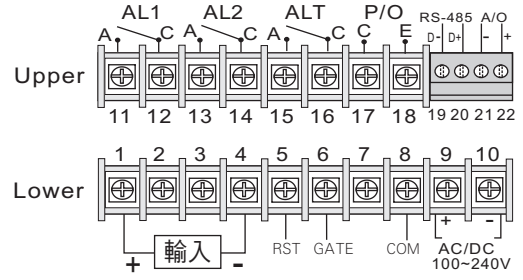 AL1 AL2 ALT P/O RS-485 A/O
A C A C A C C E D- D+ - +
Upper
11 12 13 14 15 16 17 18 19 20 21 22
1 2 3 4 5 6 7 8 9 10
Lower
+ 輸入 - RST GATE COM + -
AC/DC
100~240V